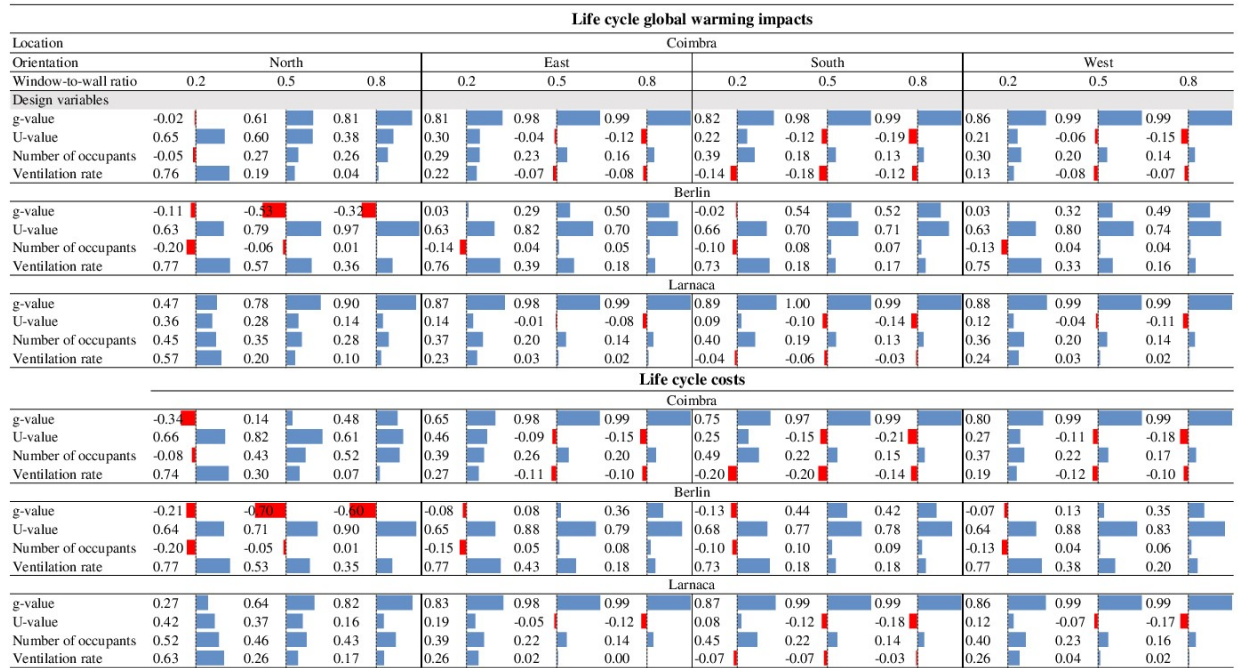 Life cycle global warming impacts
Location Coimbra
Orientation North East South West
Window-to-wall ratio 0.2 0.5 0.8 0.2 0.5 0.8 0.2 0.5 0.8 0.2 0.5 0.8
Design variables
g-value -0.02 0.61 0.81 0.81 0.98 0.99 0.82 0.98 0.99 0.86 0.99 0.99
U-value 0.65 0.60 0.38 0.30 -0.04 -0.12 0.22 -0.12 -0.19 0.21 -0.06 -0.15
Number of occupants -0.05 0.27 0.26 0.29 0.23 0.16 0.39 0.18 0.13 0.30 0.20 0.14
Ventilation rate 0.76 0.19 0.04 0.22 -0.07 -0.08 -0.14 -0.18 -0.12 0.13 -0.08 -0.07
Berlin
g-value -0.11 -0.53 -0.32 0.03 0.29 0.50 -0.02 0.54 0.52 0.03 0.32 0.49
U-value 0.63 0.79 0.97 0.63 0.82 0.70 0.66 0.70 0.71 0.63 0.80 0.74
Number of occupants -0.20 -0.06 0.01 -0.14 0.04 0.05 -0.10 0.08 0.07 -0.13 0.04 0.04
Ventilation rate 0.77 0.57 0.36 0.76 0.39 0.18 0.73 0.18 0.17 0.75 0.33 0.16
Larnaca
g-value 0.47 0.78 0.90 0.87 0.98 0.99 0.89 1.00 0.99 0.88 0.99 0.99
U-value 0.36 0.28 0.14 0.14 -0.01 -0.08 0.09 -0.10 -0.14 0.12 -0.04 -0.11
Number of occupants 0.45 0.35 0.28 0.37 0.20 0.14 0.40 0.19 0.13 0.36 0.20 0.14
Ventilation rate 0.57 0.20 0.10 0.23 0.03 0.02 -0.04 -0.06 -0.03 0.24 0.03 0.02
Life cycle costs
Coimbra
g-value -0.34 0.14 0.48 0.65 0.98 0.99 0.75 0.97 0.99 0.80 0.99 0.99
U-value 0.66 0.82 0.61 0.46 -0.09 -0.15 0.25 -0.15 -0.21 0.27 -0.11 -0.18
Number of occupants -0.08 0.43 0.52 0.39 0.26 0.20 0.49 0.22 0.15 0.37 0.22 0.17
Ventilation rate 0.74 0.30 0.07 0.27 -0.11 -0.10 -0.20 -0.20 -0.14 0.19 -0.12 -0.10
Berlin
g-value -0.21 -0.70 -0.60 -0.08 0.08 0.36 -0.13 0.44 0.42 -0.07 0.13 0.35
U-value 0.64 0.71 0.90 0.65 0.88 0.79 0.68 0.77 0.78 0.64 0.88 0.83
Number of occupants -0.20 -0.05 0.01 -0.15 0.05 0.08 -0.10 0.10 0.09 -0.13 0.04 0.06
Ventilation rate 0.77 0.53 0.35 0.77 0.43 0.18 0.73 0.18 0.18 0.77 0.38 0.20
Larnaca
g-value 0.27 0.64 0.82 0.83 0.98 0.99 0.87 0.99 0.99 0.86 0.99 0.99
U-value 0.42 0.37 0.16 0.19 -0.05 -0.12 0.08 -0.12 -0.18 0.12 -0.07 -0.17
Number of occupants 0.52 0.46 0.43 0.39 0.22 0.14 0.45 0.22 0.14 0.40 0.23 0.16
Ventilation rate 0.63 0.26 0.17 0.26 0.02 0.00 -0.07 -0.07 -0.03 0.26 0.04 0.02